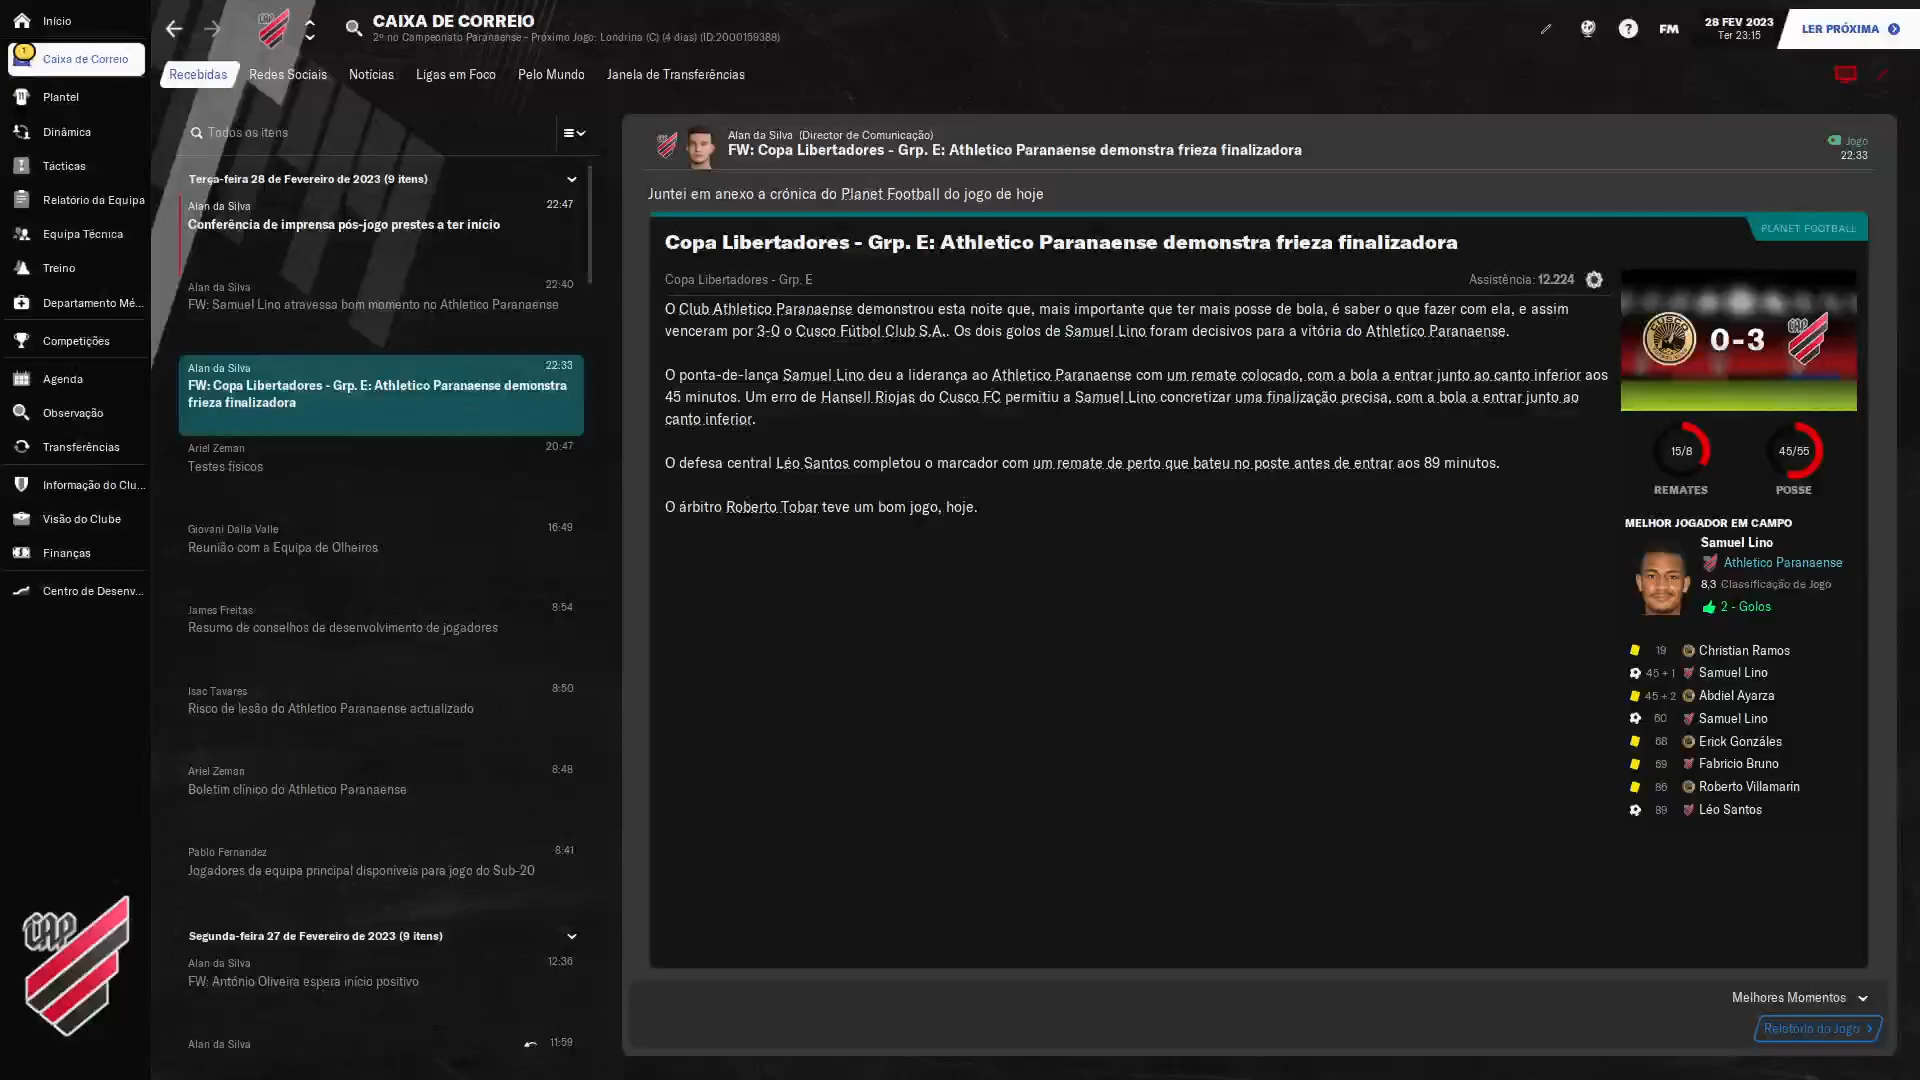 Início
1
Caixa de Correio
Plantel
Dinâmica
Tácticas
Relatório da Equipa
Equipa Técnica
Treino
Departamento Mé...
Competições
Agenda
Observação
Transferências
Informação do Clu...
Visão do Clube
Finanças
Centro de Desenv...
CAP
CAIXA DE CORREIO
2º no Campeonato Paranaense - Próximo Jogo: Londrina (C) (4 dias) (ID:2000159388)
FM
28 FEV 2023
Ter 23:15
LER PRÓXIMA
Recebidas
Redes Sociais
Notícias
Ligas em Foco
Pelo Mundo
Janela de Transferências
Todos os itens
Terça-feira 28 de Fevereiro de 2023 (9 itens)
Alan da Silva 22:47
Conferência de imprensa pós-jogo prestes a ter início
Alan da Silva 22:40
FW: Samuel Lino atravessa bom momento no Athletico Paranaense
Alan da Silva 22:33
FW: Copa Libertadores - Grp. E: Athletico Paranaense demonstra
frieza finalizadora
Ariel Zeman 20:47
Testes físicos
Giovani Dalla Valle 16:49
Reunião com a Equipa de Olheiros
James Freitas 8:54
Resumo de conselhos de desenvolvimento de jogadores
Isac Tavares 8:50
Risco de lesão do Athletico Paranaense actualizado
Ariel Zeman 8:48
Boletim clínico do Athletico Paranaense
Pablo Fernandez 8:41
Jogadores da equipa principal disponíveis para jogo do Sub-20
Segunda-feira 27 de Fevereiro de 2023 (9 itens)
Alan da Silva 12:36
FW: António Oliveira espera início positivo
Alan da Silva 11:59
Alan da Silva (Director de Comunicação)
FW: Copa Libertadores - Grp. E: Athletico Paranaense demonstra frieza finalizadora
Jogo
22:33
Juntei em anexo a crónica do Planet Football do jogo de hoje
PLANET FOOTBALL
Copa Libertadores - Grp. E: Athletico Paranaense demonstra frieza finalizadora
Copa Libertadores - Grp. E
Assistência: 12.224
O Club Athletico Paranaense demonstrou esta noite que, mais importante que ter mais posse de bola, é saber o que fazer com ela, e assim
venceram por 3-0 o Cusco Fútbol Club S.A.. Os dois golos de Samuel Lino foram decisivos para a vitória do Athletico Paranaense.
O ponta-de-lança Samuel Lino deu a liderança ao Athletico Paranaense com um remate colocado, com a bola a entrar junto ao canto inferior aos
45 minutos. Um erro de Hansell Riojas do Cusco FC permitiu a Samuel Lino concretizar uma finalização precisa, com a bola a entrar junto ao
canto inferior.
O defesa central Léo Santos completou o marcador com um remate de perto que bateu no poste antes de entrar aos 89 minutos.
O árbitro Roberto Tobar teve um bom jogo, hoje.
CUSCO
0-3
CAP
15/8
REMATES
45/55
POSSE
MELHOR JOGADOR EM CAMPO
Samuel Lino
Athletico Paranaense
8,3 Classificação de Jogo
2 - Golos
19 Christian Ramos
45 + 1 Samuel Lino
45 + 2 Abdiel Ayarza
60 Samuel Lino
68 Erick Gonzáles
69 Fabricio Bruno
86 Roberto Villamarín
89 Léo Santos
Melhores Momentos
Relatório do Jogo